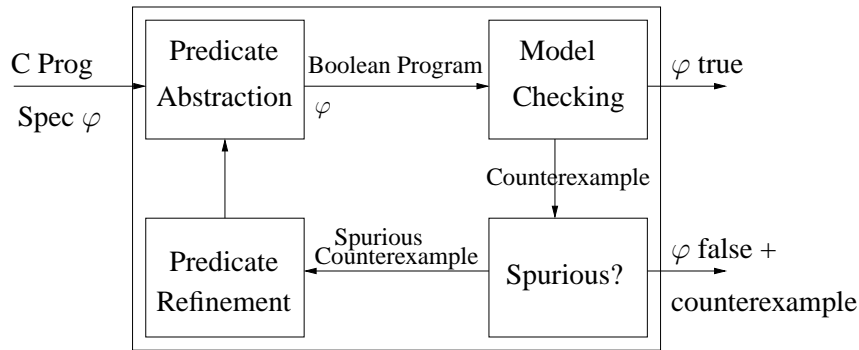 C Prog
Spec φ
Predicate
Abstraction
Boolean Program
φ
Model
Checking
φ true
Counterexample
Predicate
Refinement
Spurious
Counterexample
Spurious?
φ false +
counterexample